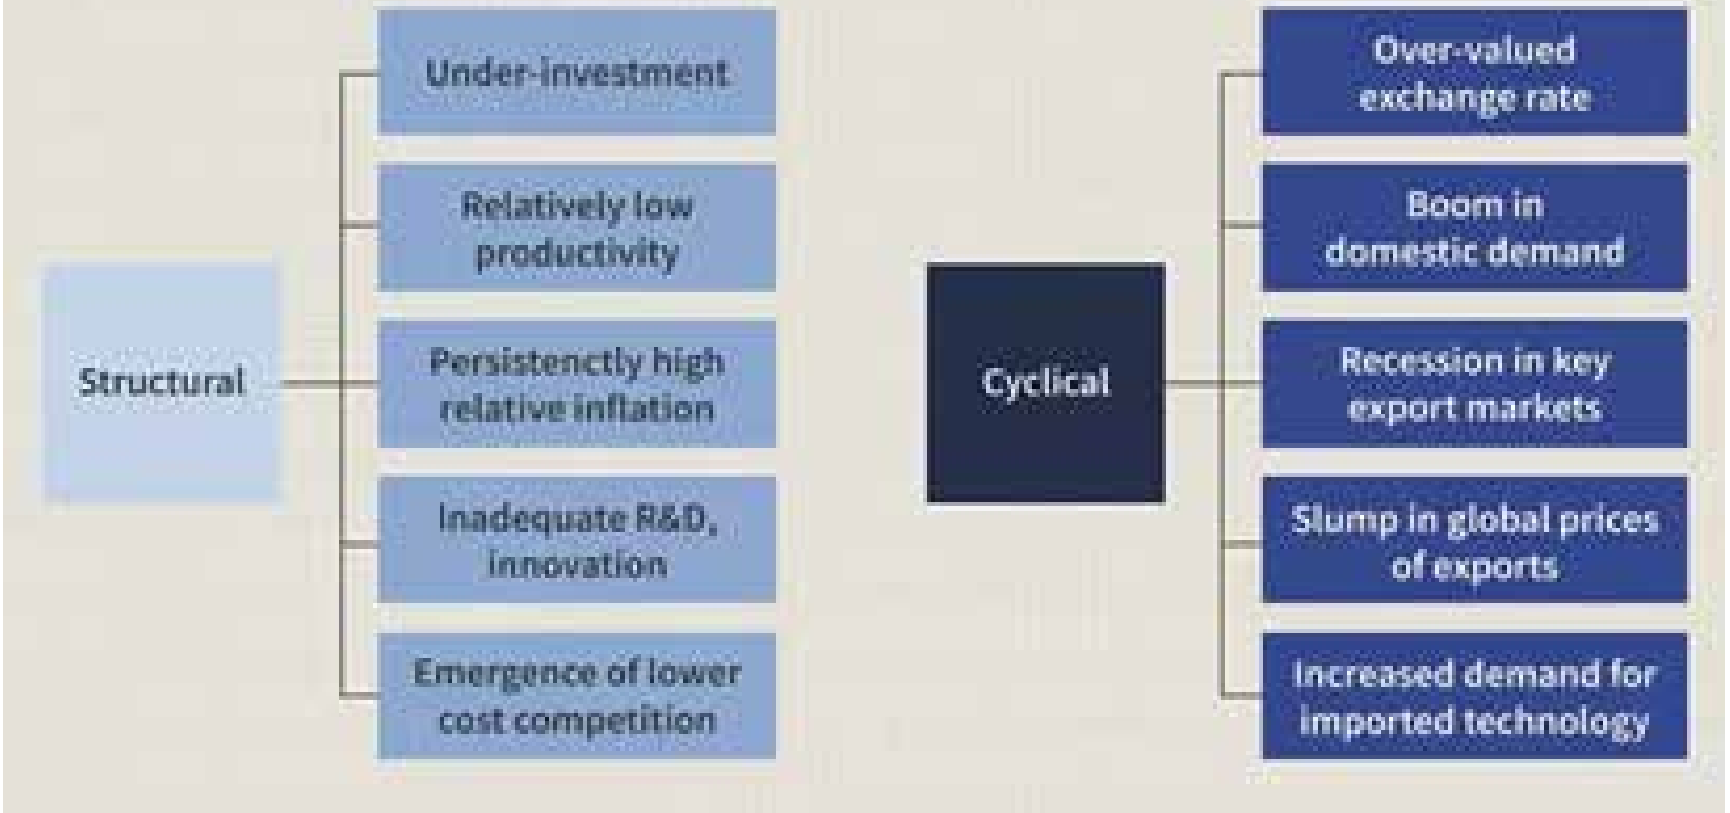 Structural
Under-investment
Relatively low
productivity
Persistenctly high
relative inflation
Inadequate R&D,
innovation
Emergence of lower
cost competition
Cyclical
Over-valued
exchange rate
Boom in
domestic demand
Recession in key
export markets
Slump in global prices
of exports
Increased demand for
imported technology